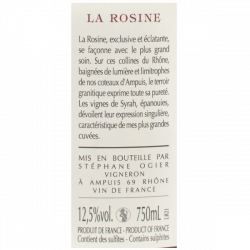 LA ROSINE
La Rosine, exclusive et éclatante,
se façonne avec le plus grand
soin. Sur ces collines du Rhône,
baignées de lumière et limitrophes de
nos coteaux d'Ampuis, le terroir
granitique exprime toute sa pureté.
Les vignes de Syrah, épanouies,
dévoilent leur expression singulière,
caractéristique de mes plus grandes
cuvées.
MIS EN BOUTEILLE PAR
STÉPHANE OGIER
VIGNERON
À AMPUIS 69 RHÔNE
VIN DE FRANCE
12,5%vol. 750mL
PRODUIT DE FRANCE - PRODUCT OF FRANCE
Contient des sulfites - Contains sulphites